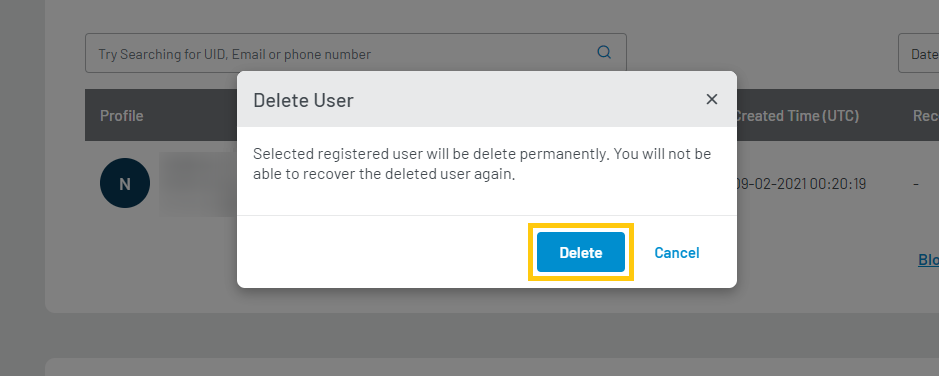 Try Searching for UID, Email or phone number
Date
Delete User
Profile
Created Time (UTC)
Rec
Selected registered user will be delete permanently. You will not be
able to recover the deleted user again.
N
09-02-2021 00:20:19
-
Delete
Cancel
Blo